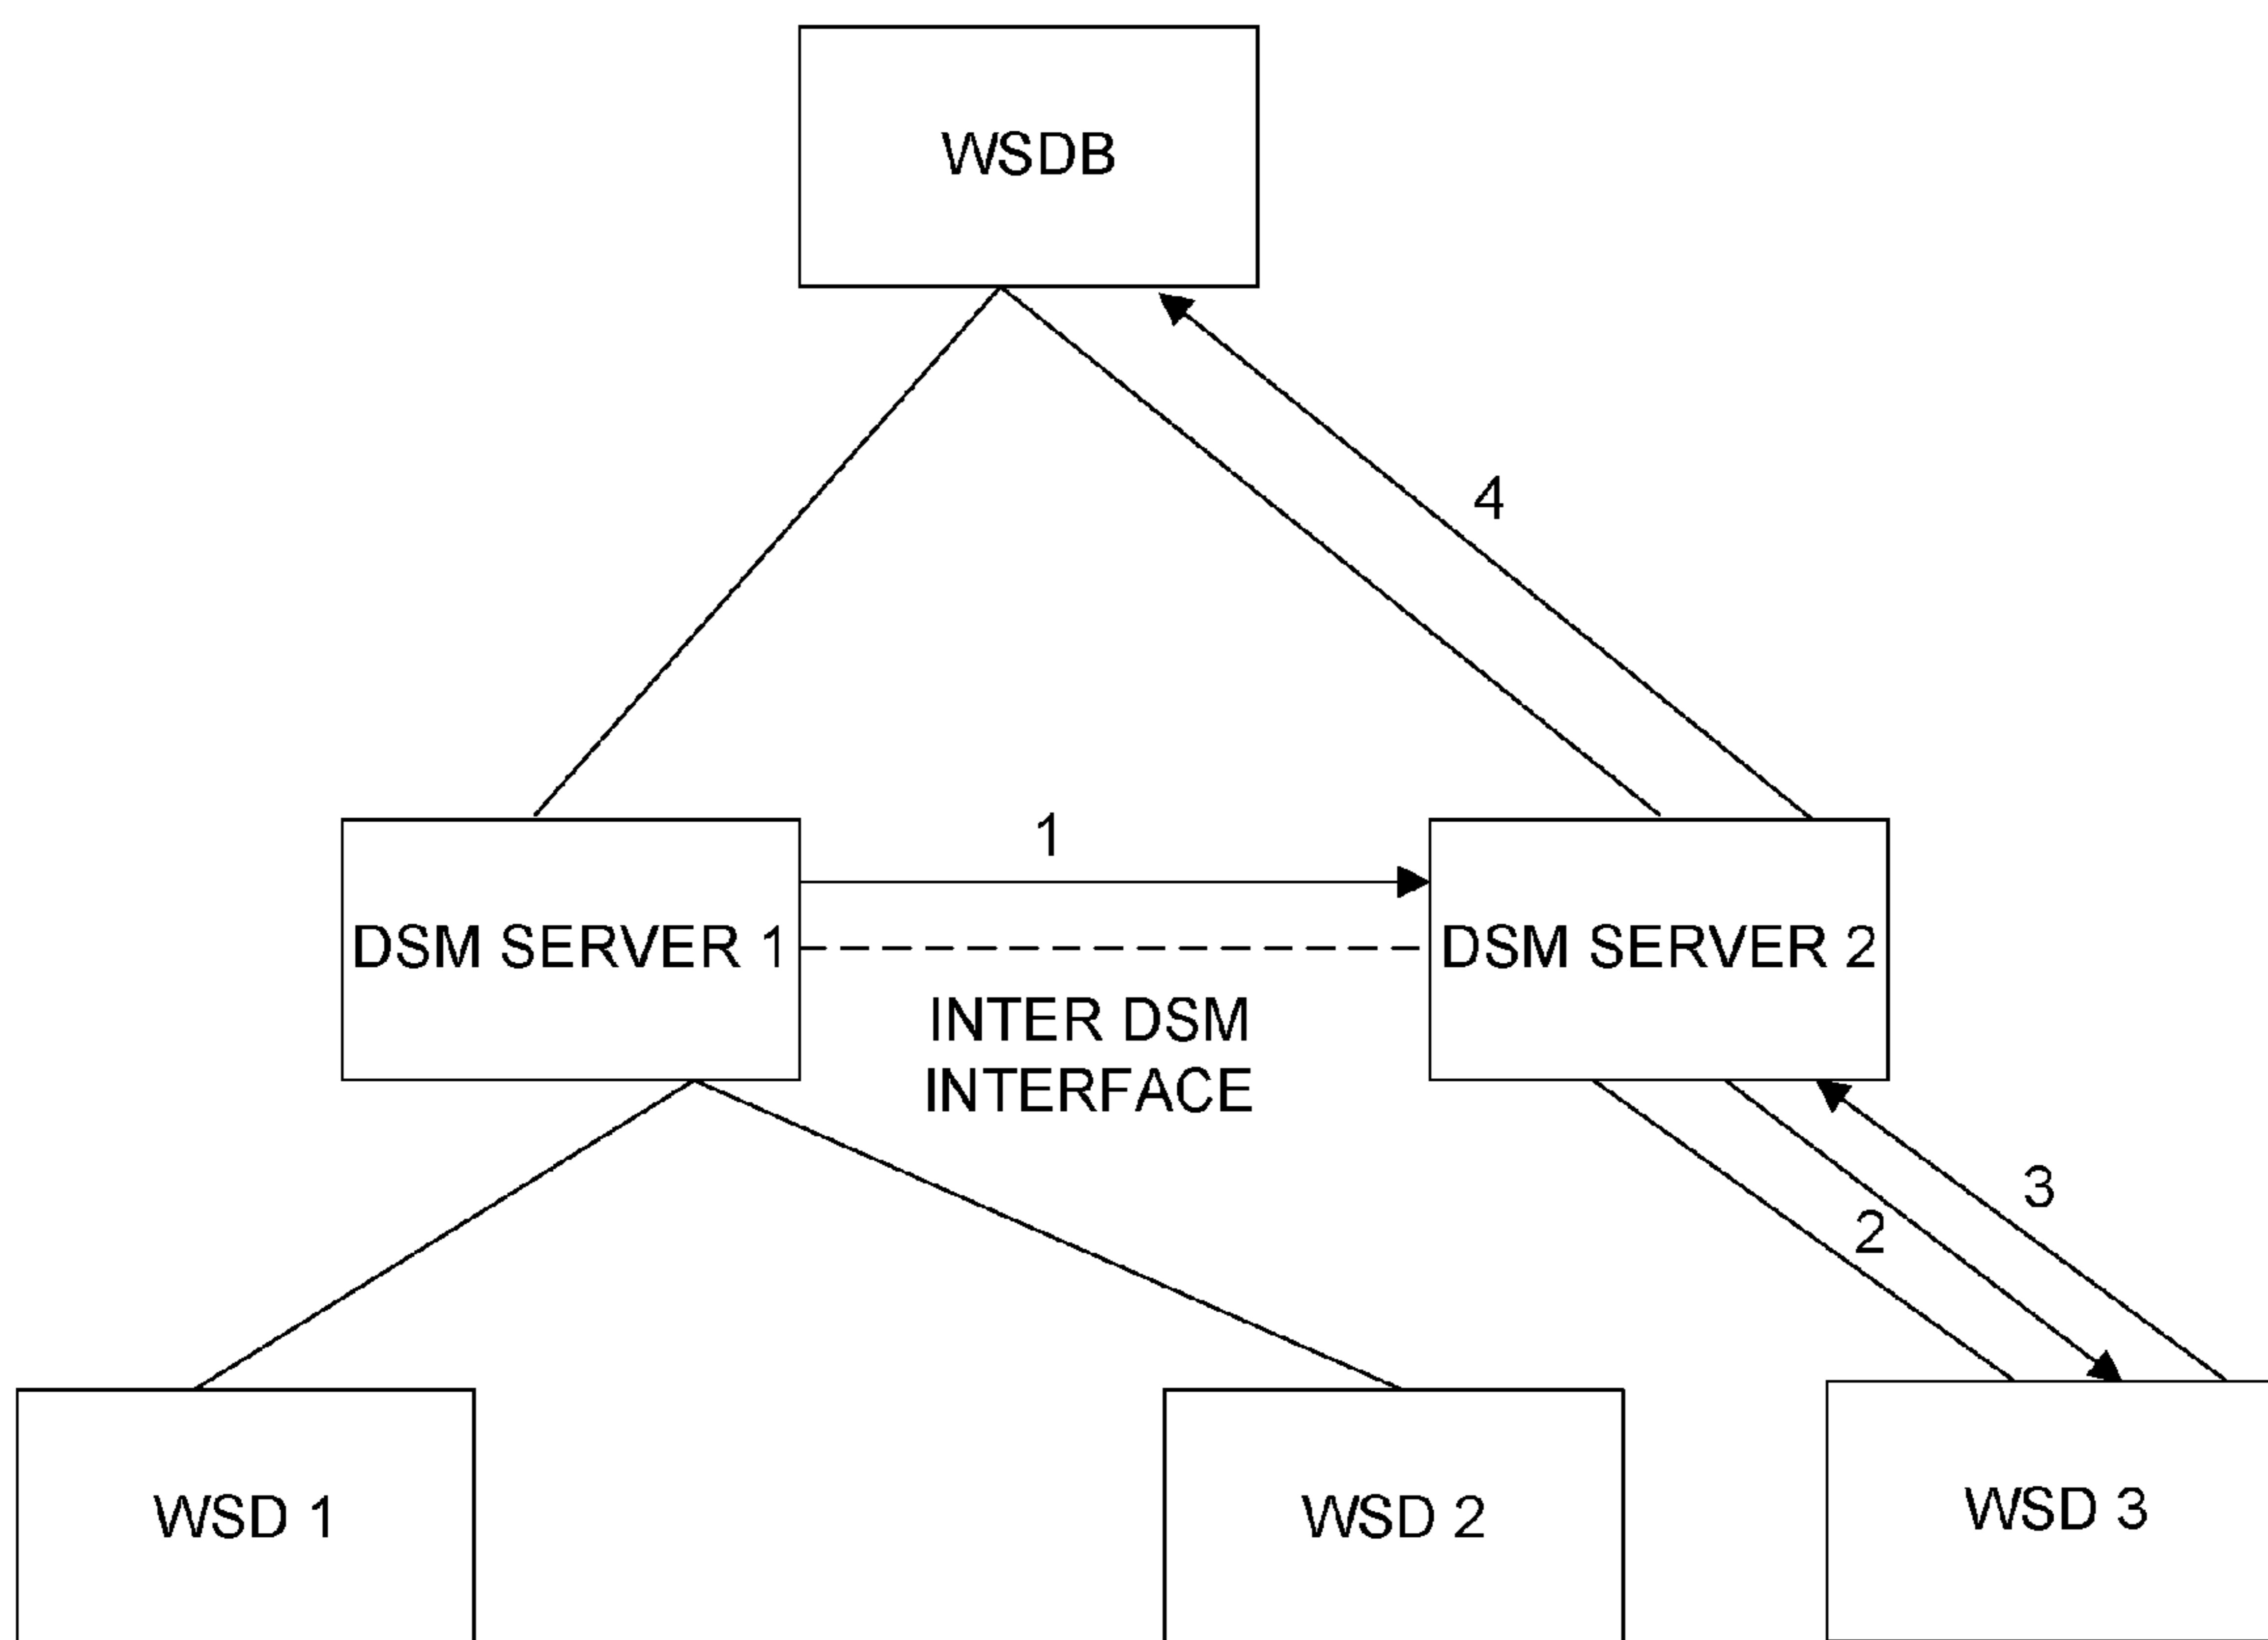 WSDB
4
1
DSM SERVER 1
DSM SERVER 2
INTER DSM
INTERFACE
3
2
WSD 1
WSD 2
WSD 3